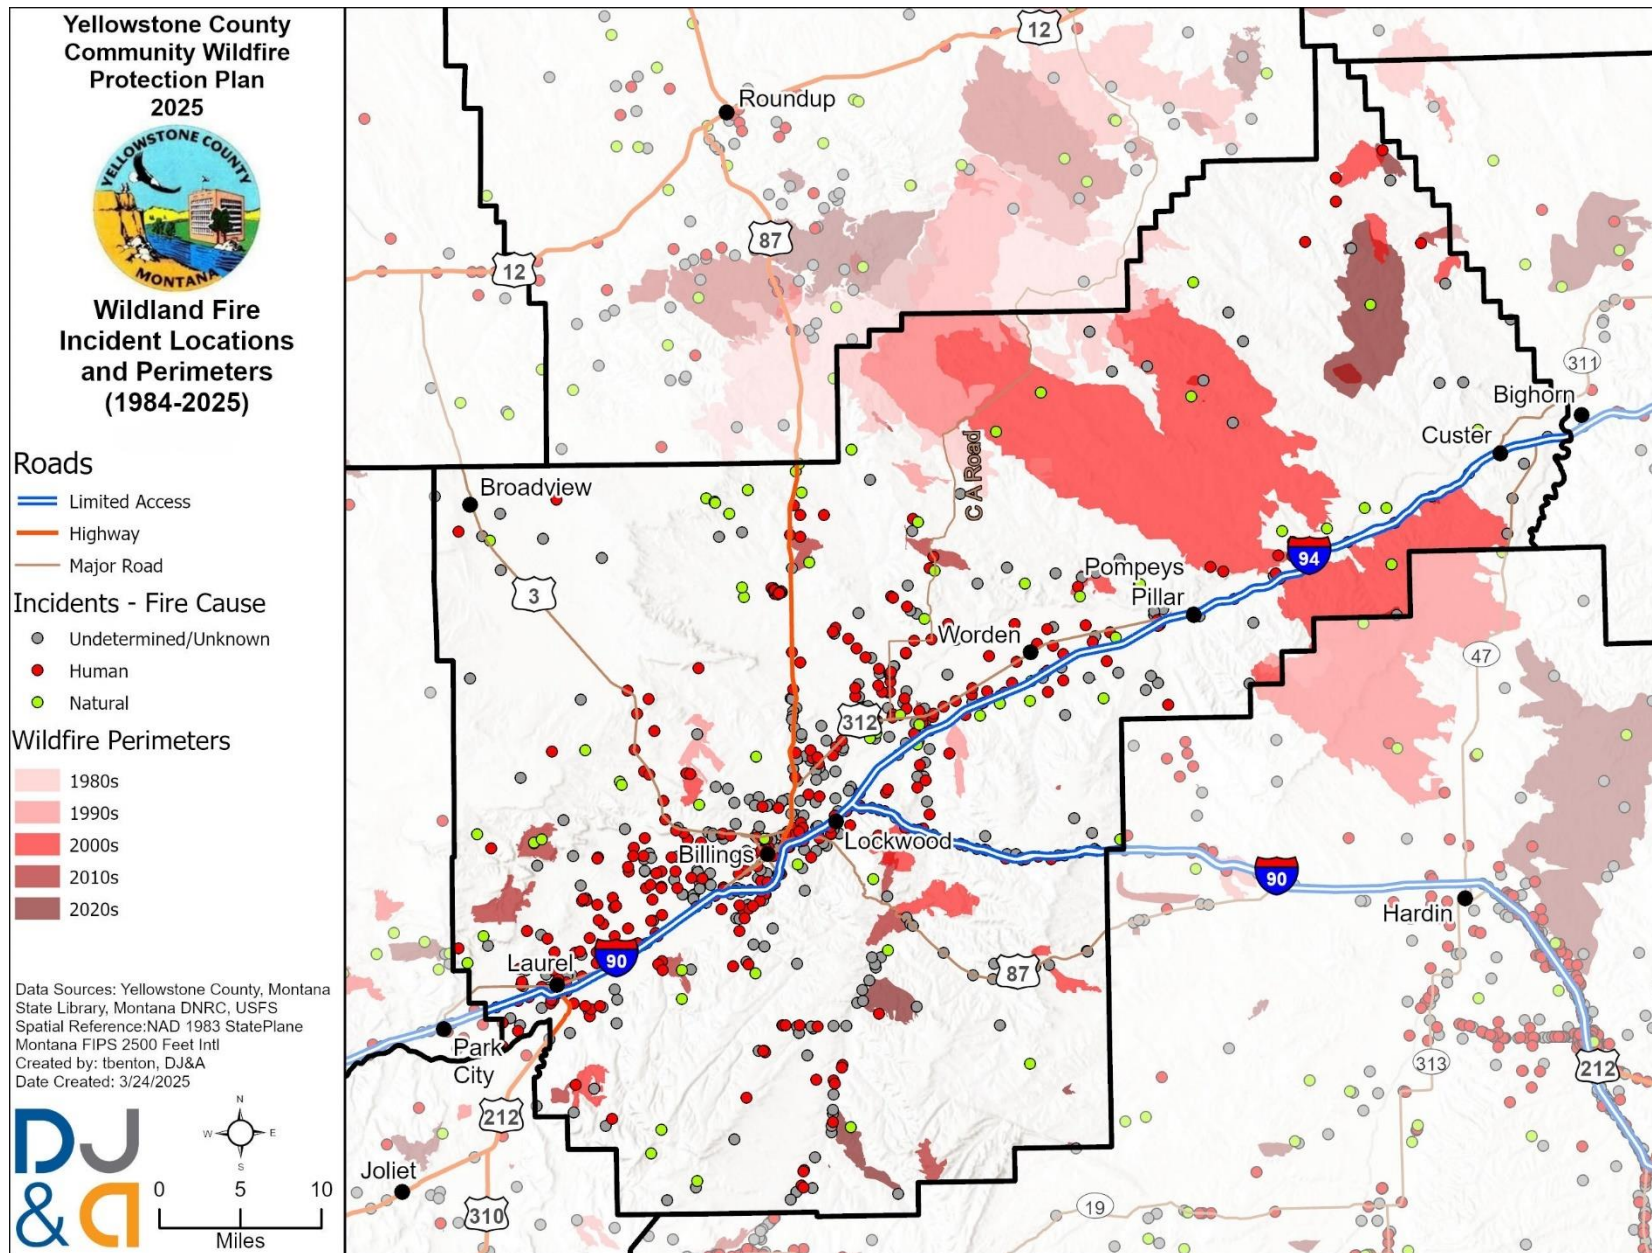 Yellowstone County
Community Wildfire
Protection Plan
2025
YELLOWSTONE COUNTY
MONTANA
Wildland Fire
Incident Locations
and Perimeters
(1984-2025)
Roads
Limited Access
Highway
Major Road
Incidents - Fire Cause
Undetermined/Unknown
Human
Natural
Wildfire Perimeters
1980s
1990s
2000s
2010s
2020s
Data Sources: Yellowstone County, Montana
State Library, Montana DNRC, USFS
Spatial Reference:NAD 1983 StatePlane
Montana FIPS 2500 Feet Intl
Created by: tbenton, DJ&A
Date Created: 3/24/2025
DJ
&A
N
W E
S
0 5 10
Miles
12
Roundup
87
12
311
Bighorn
Custer
Broadview
C A Road
94
Pompeys
Pillar
3
Worden
47
312
Lockwood
Billings
90
Hardin
Laurel
90
87
Park
City
313
212
212
Joliet
310
19